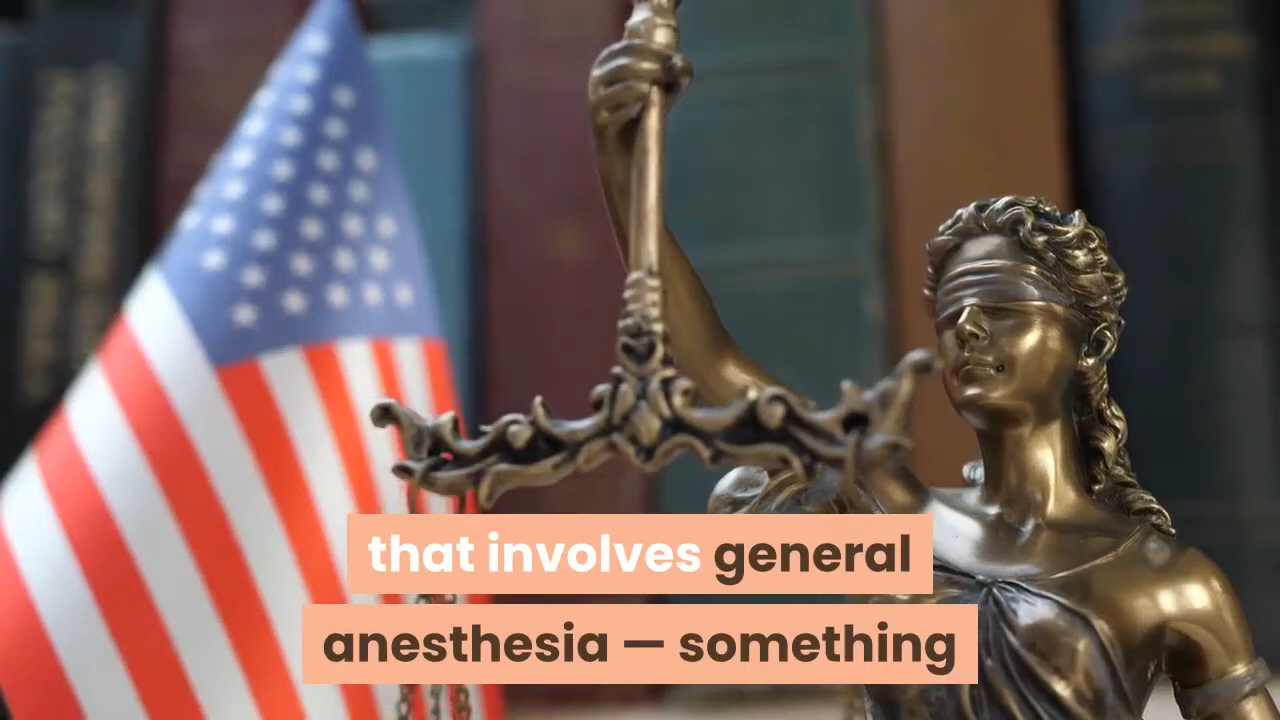 that involves general
anesthesia — something